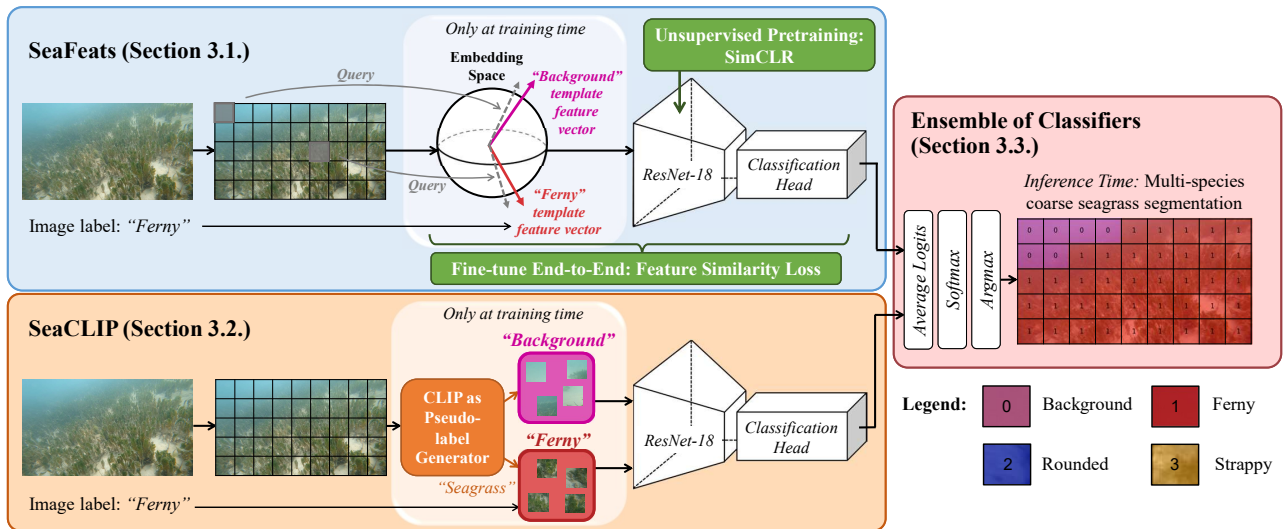 SeaFeats (Section 3.1.)
Only at training time
Unsupervised Pretraining:
SimCLR
Query
Embedding
Space
“Background”
template
feature
vector
Query
“Ferny”
template
feature vector
ResNet-18
Classification
Head
Image label: “Ferny”
Fine-tune End-to-End: Feature Similarity Loss
SeaCLIP (Section 3.2.)
Only at training time
“Background”
CLIP as
Pseudo-
label
Generator
“Ferny”
“Seagrass”
ResNet-18
Classification
Head
Image label: “Ferny”
Ensemble of Classifiers
(Section 3.3.)
Inference Time: Multi-species
coarse seagrass segmentation
Average Logits
Softmax
Argmax
0 0 0 0 1 1 1 1 1
0 0 1 1 1 1 1 1 1
1 1 1 1 1 1 1 1 1
1 1 1 1 1 1 1 1 1
1 1 1 1 1 1 1 1 1
Legend:
0 Background
1 Ferny
2 Rounded
3 Strappy